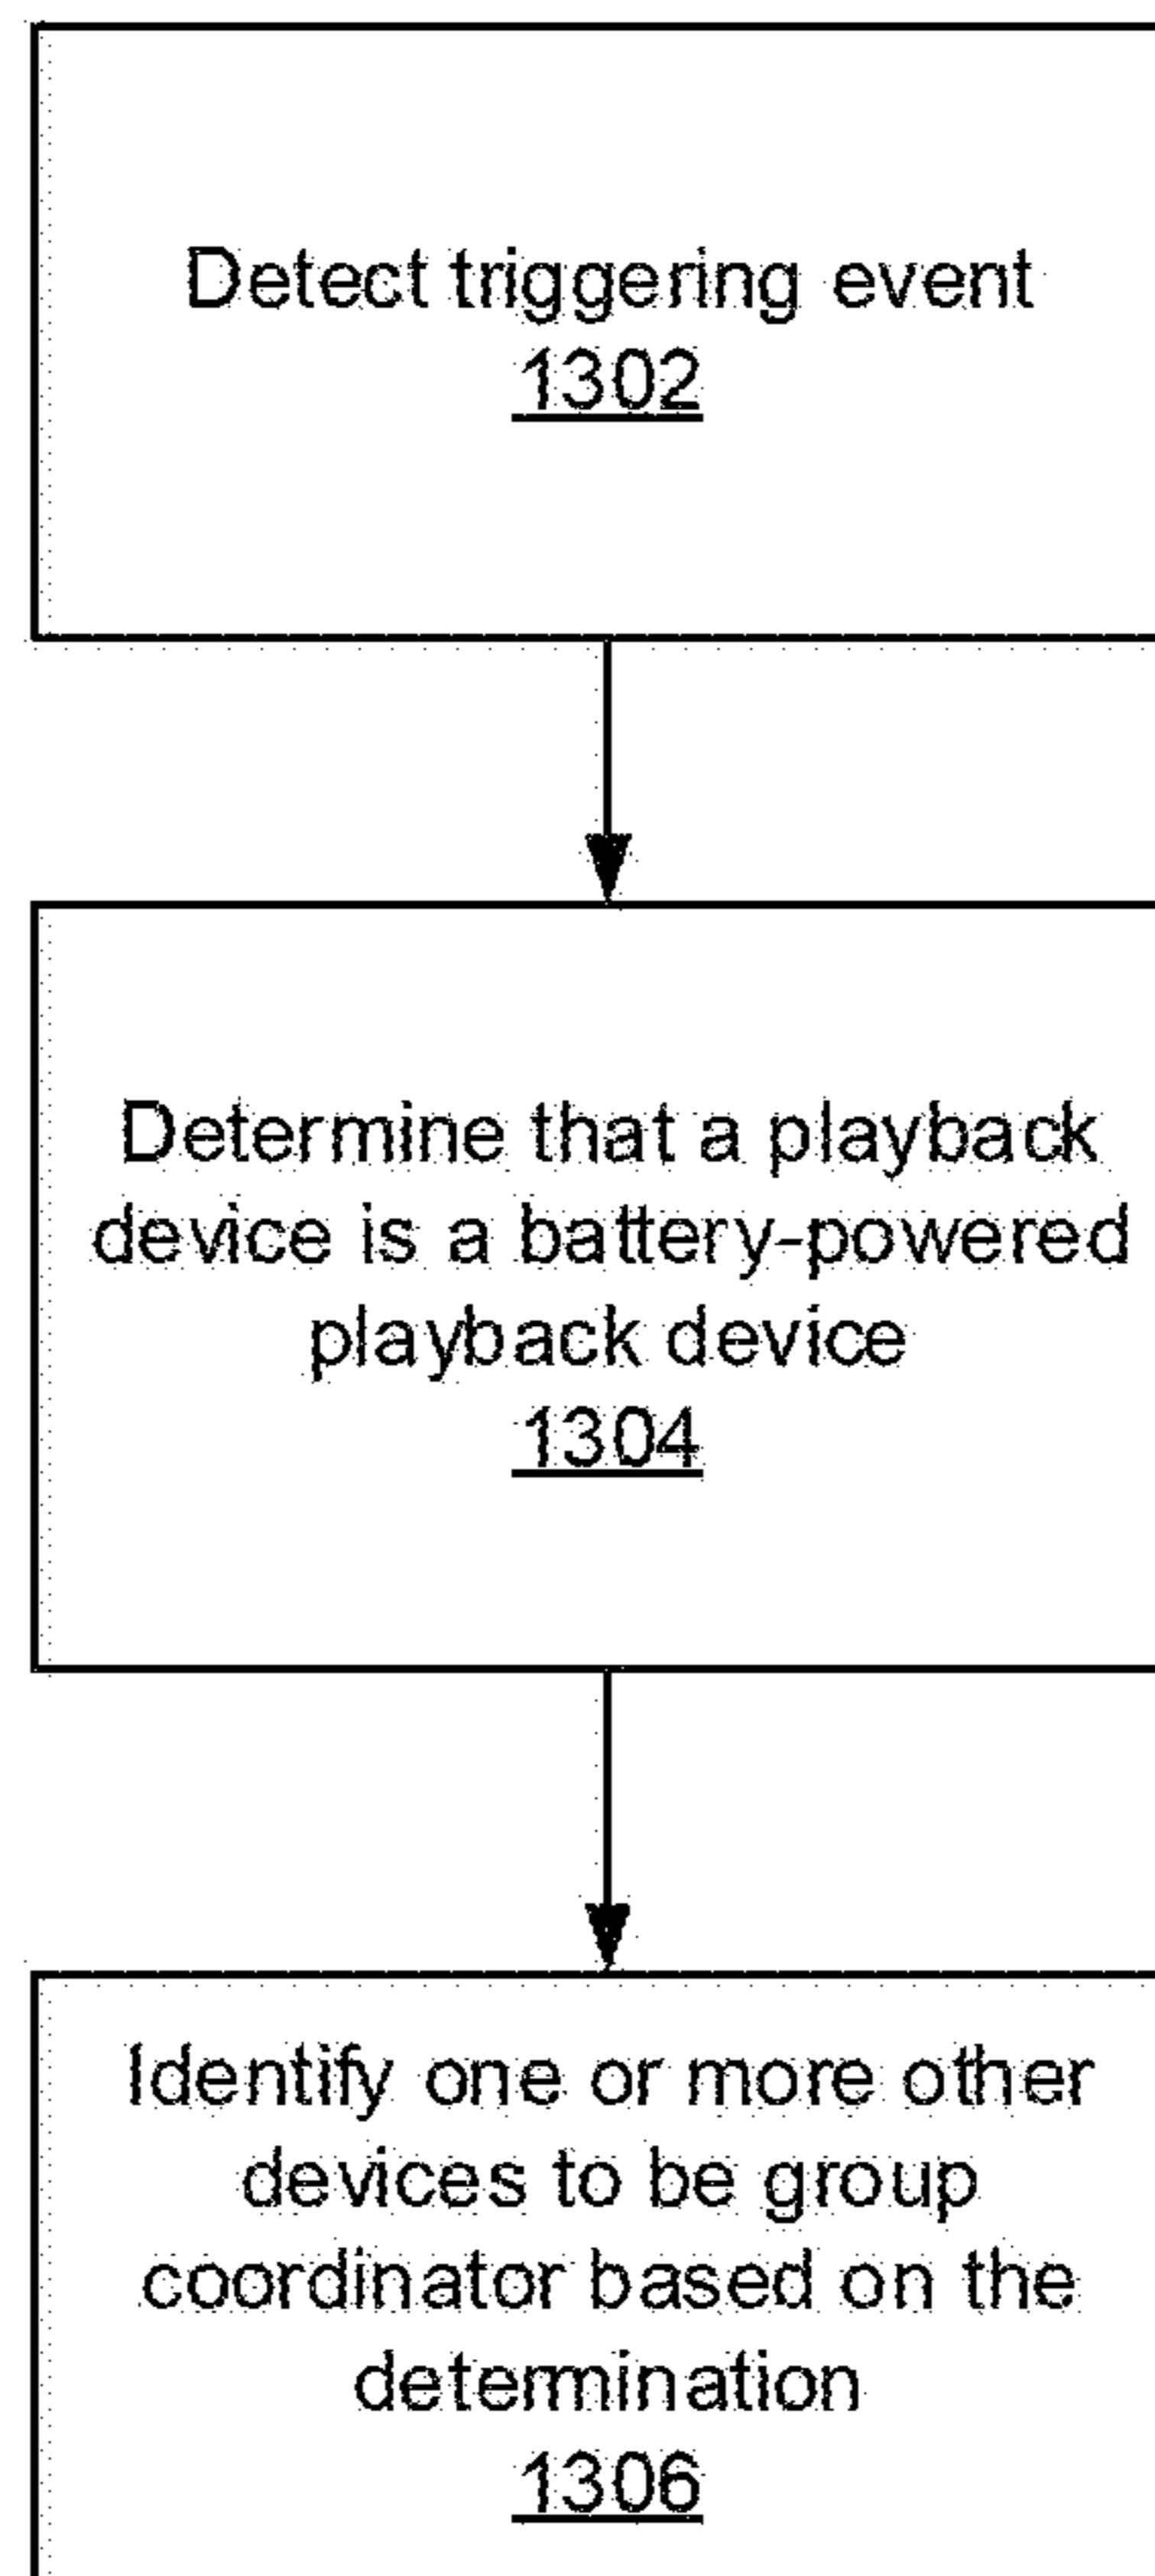 Detect triggering event
1302
Determine that a playback
device is a battery-powered
playback device
1304
Identify one or more other
devices to be group
coordinator based on the
determination
1306